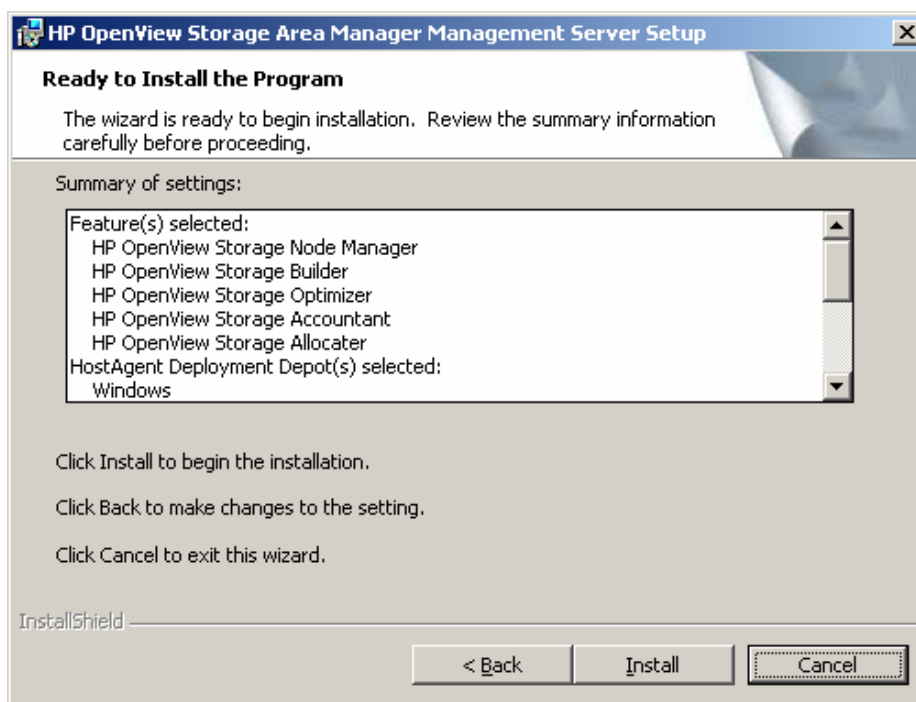 HP OpenView Storage Area Manager Management Server Setup
Ready to Install the Program
The wizard is ready to begin installation. Review the summary information
carefully before proceeding.
Summary of settings:
Feature(s) selected:
HP OpenView Storage Node Manager
HP OpenView Storage Builder
HP OpenView Storage Optimizer
HP OpenView Storage Accountant
HP OpenView Storage Allocater
HostAgent Deployment Depot(s) selected:
Windows
Click Install to begin the installation.
Click Back to make changes to the setting.
Click Cancel to exit this wizard.
InstallShield
< Back Install Cancel